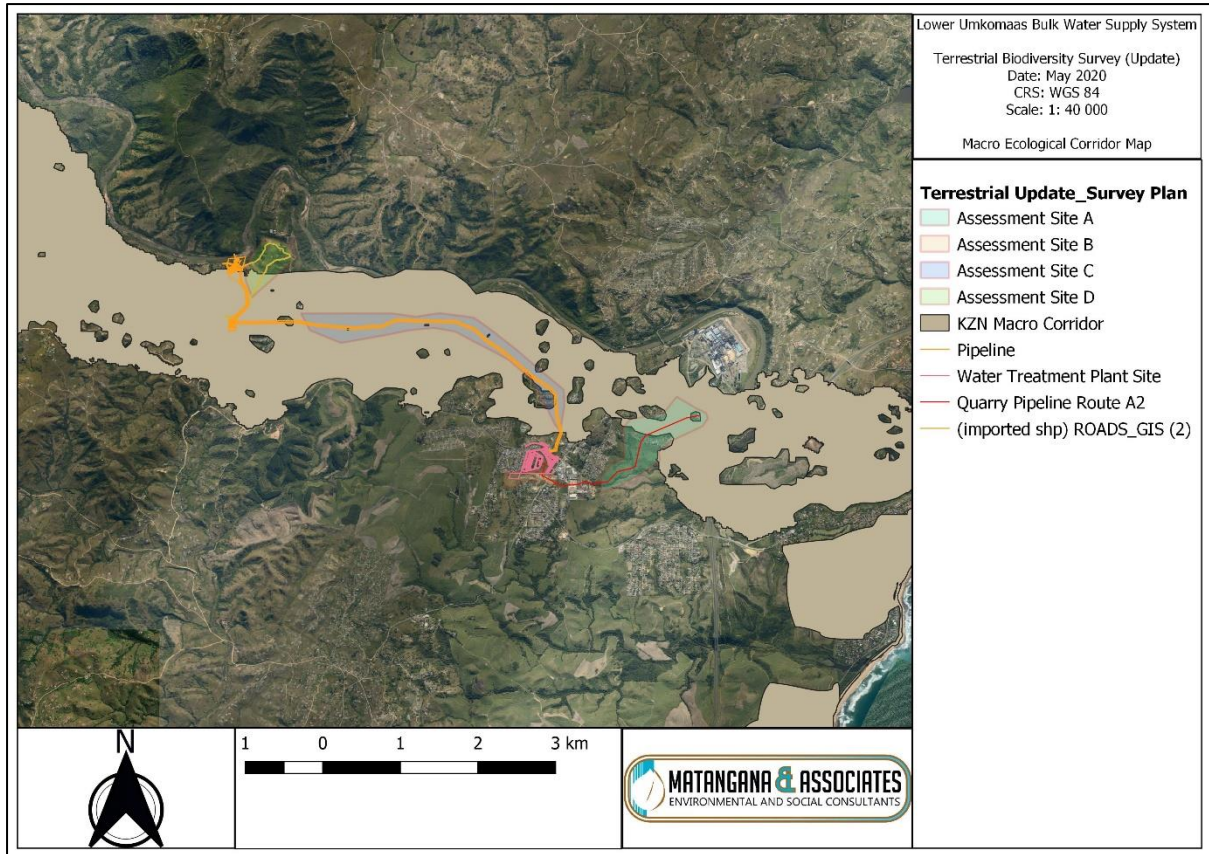 Lower Umkomaas Bulk Water Supply System
Terrestrial Biodiversity Survey (Update)
Date: May 2020
CRS: WGS 84
Scale: 1: 40 000
Macro Ecological Corridor Map
Terrestrial Update_Survey Plan
Assessment Site A
Assessment Site B
Assessment Site C
Assessment Site D
KZN Macro Corridor
Pipeline
Water Treatment Plant Site
Quarry Pipeline Route A2
(imported shp) ROADS_GIS (2)
N
1 0 1 2 3 km
MATANGANA & ASSOCIATES
ENVIRONMENTAL AND SOCIAL CONSULTANTS